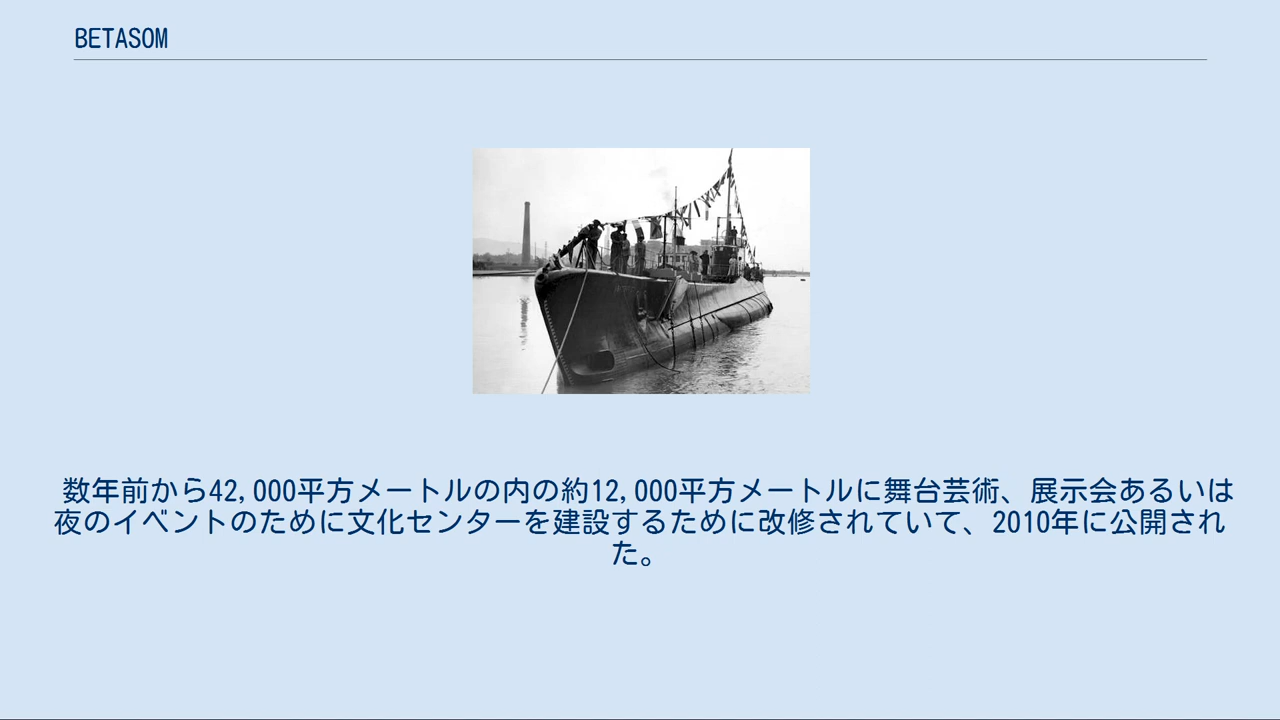 BETASOM
数年前から42,000平方メートルの内の約12,000平方メートルに舞台芸術、展示会あるいは
夜のイベントのために文化センターを建設するために改修されていて、2010年に公開され
た。